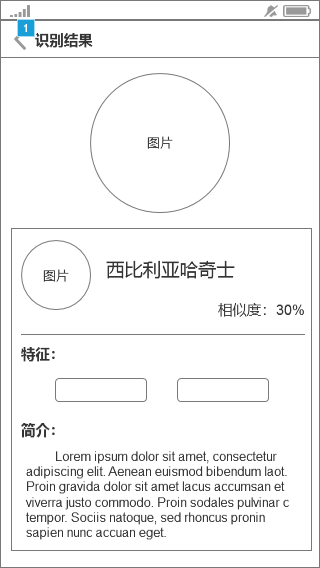 1
识别结果
图片
图片
西比利亚哈奇士
相似度：30%
特征：
简介：
Lorem ipsum dolor sit amet, consectetur
adipiscing elit. Aenean euismod bibendum laot.
Proin gravida dolor sit amet lacus accumsan et
viverra justo commodo. Proin sodales pulvinar c
tempor. Sociis natoque, sed rhoncus pronin
sapien nunc accuan eget.